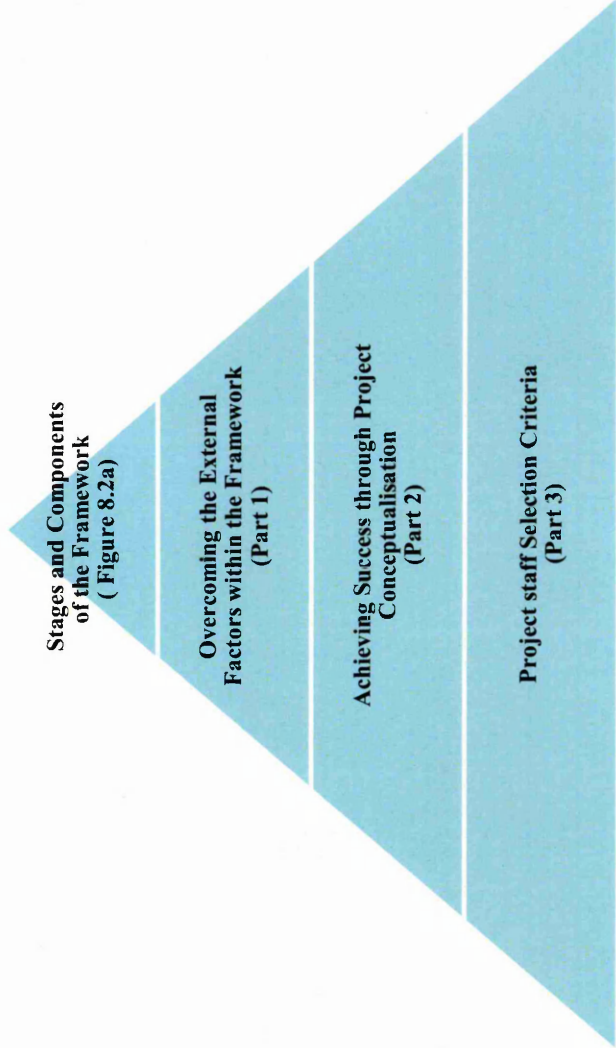 Stages and Components
of the Framework
( Figure 8.2a)
Overcoming the External
Factors within the Framework
(Part 1)
Achieving Success through Project
Conceptualisation
(Part 2)
Project staff Selection Criteria
(Part 3)